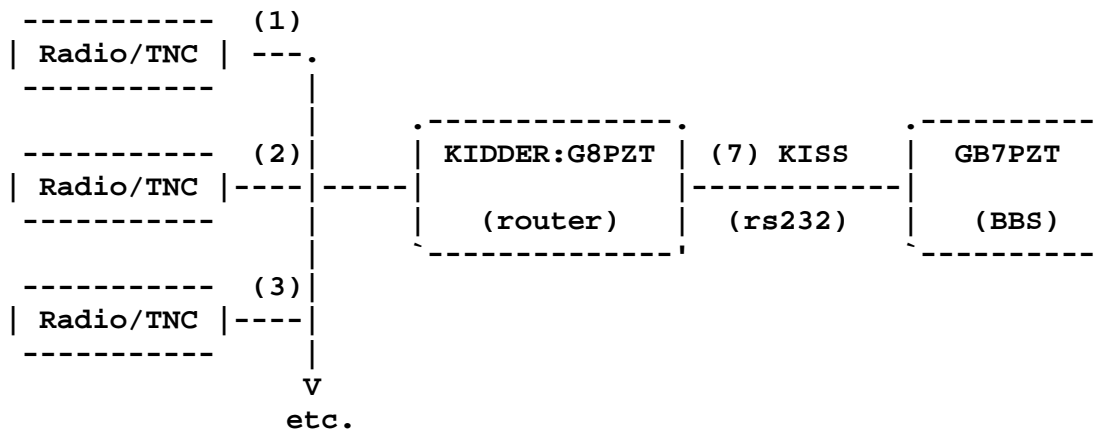 ----------- (1)
| Radio/TNC | ---.
----------- |
| .--------------. .----------
----------- (2) | | KIDDER:G8PZT | (7) KISS | GB7PZT
| Radio/TNC |----|-----| |------------|
----------- | | (router) | (rs232) | (BBS)
| `--------------' `----------
----------- (3)|
| Radio/TNC |----|
----------- |
V
etc.